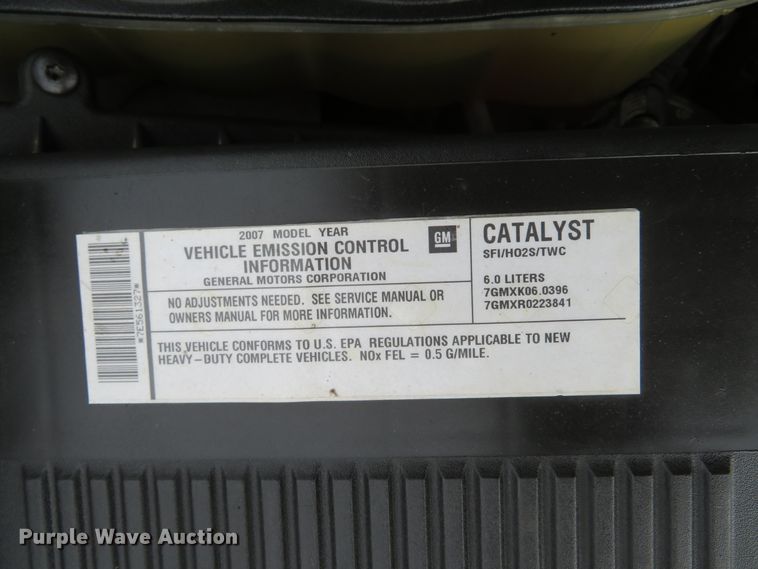 2007 MODEL YEAR
VEHICLE EMISSION CONTROL
INFORMATION
GENERAL MOTORS CORPORATION
GM
NO ADJUSTMENTS NEEDED. SEE SERVICE MANUAL OR
OWNERS MANUAL FOR MORE INFORMATION.
CATALYST
SFI/HO2S/TWC
6.0 LITERS
7GMXK06.0396
7GMXR0223841
THIS VEHICLE CONFORMS TO U.S. EPA REGULATIONS APPLICABLE TO NEW
HEAVY-DUTY COMPLETE VEHICLES. NOx FEL = 0.5 G/MILE.
*7E561327*
Purple Wave Auction®